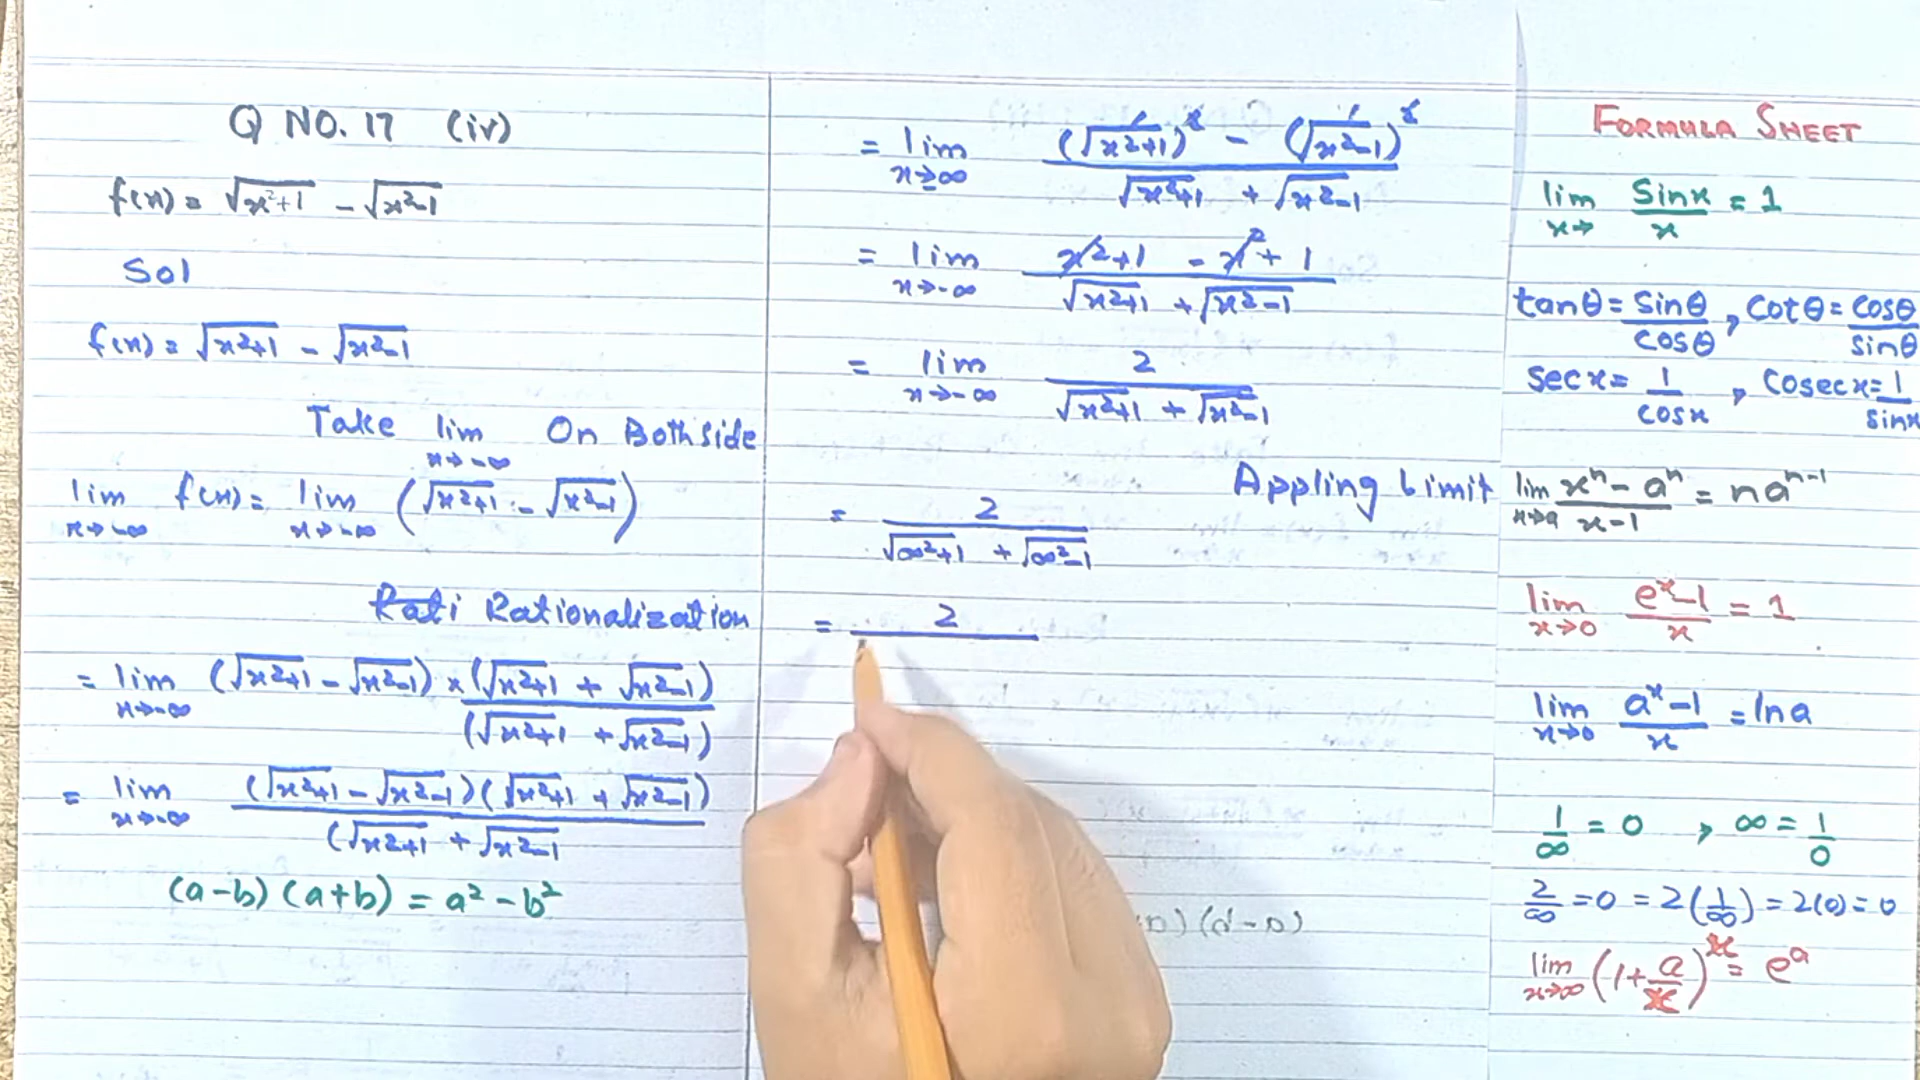 Q NO. 17 (iv)
f(x) = √x²+1 - √x²-1
Sol
f(x) = √x²+1 - √x²-1
Take lim x→-∞ On Both side
lim x→-∞ f(x) = lim x→-∞ (√x²+1 - √x²-1)
Rati Rationalization
= lim x→-∞ (√x²+1 - √x²-1) × (√x²+1 + √x²-1) / (√x²+1 + √x²-1)
= lim x→-∞ (√x²+1 - √x²-1)(√x²+1 + √x²-1) / (√x²+1 + √x²-1
(a-b)(a+b) = a² - b²
= lim x→∞ (√x²+1)² - (√x²-1)² / √x²+1 + √x²-1
= lim x→-∞ x²+1 - x²+1 / √x²+1 + √x²-1
= lim x→-∞ 2 / √x²+1 + √x²-1
Appling Limit
= 2 / √∞²+1 + √∞²-1
= 2
FORMULA SHEET
lim x→ Sinx/x = 1
tanθ = Sinθ/cosθ, Cotθ = cosθ/sinθ
secx = 1/cosx, Cosecx = 1/sinx
lim x→a xⁿ - aⁿ / x-1 = naⁿ⁻¹
lim x→0 eˣ-1 / x = 1
lim x→0 aˣ-1 / x = lna
1/∞ = 0, ∞ = 1/0
2/∞ = 0 = 2(1/∞) = 2(0) = 0
lim x→∞ (1+a/x)ˣ = eᵃ